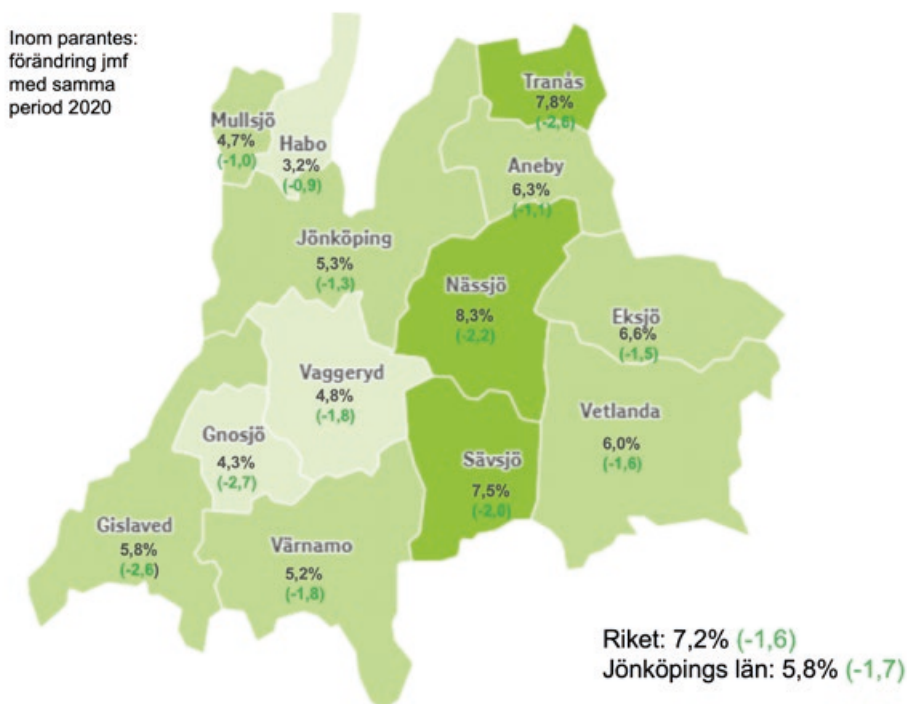 Inom parantes:
förändring jmf
med samma
period 2020
Tranås
7,8%
(-2,6)
Mullsjö
4,7%
(-1,0)
Habo
3,2%
(-0,9)
Aneby
6,3%
(-1,1)
Jönköping
5,3%
(-1,3)
Nässjö
8,3%
(-2,2)
Eksjö
6,6%
(-1,5)
Vaggeryd
4,8%
(-1,8)
Vetlanda
6,0%
(-1,6)
Gnosjö
4,3%
(-2,7)
Sävsjö
7,5%
(-2,0)
Gislaved
5,8%
(-2,6)
Värnamo
5,2%
(-1,8)
Riket: 7,2% (-1,6)
Jönköpings län: 5,8% (-1,7)